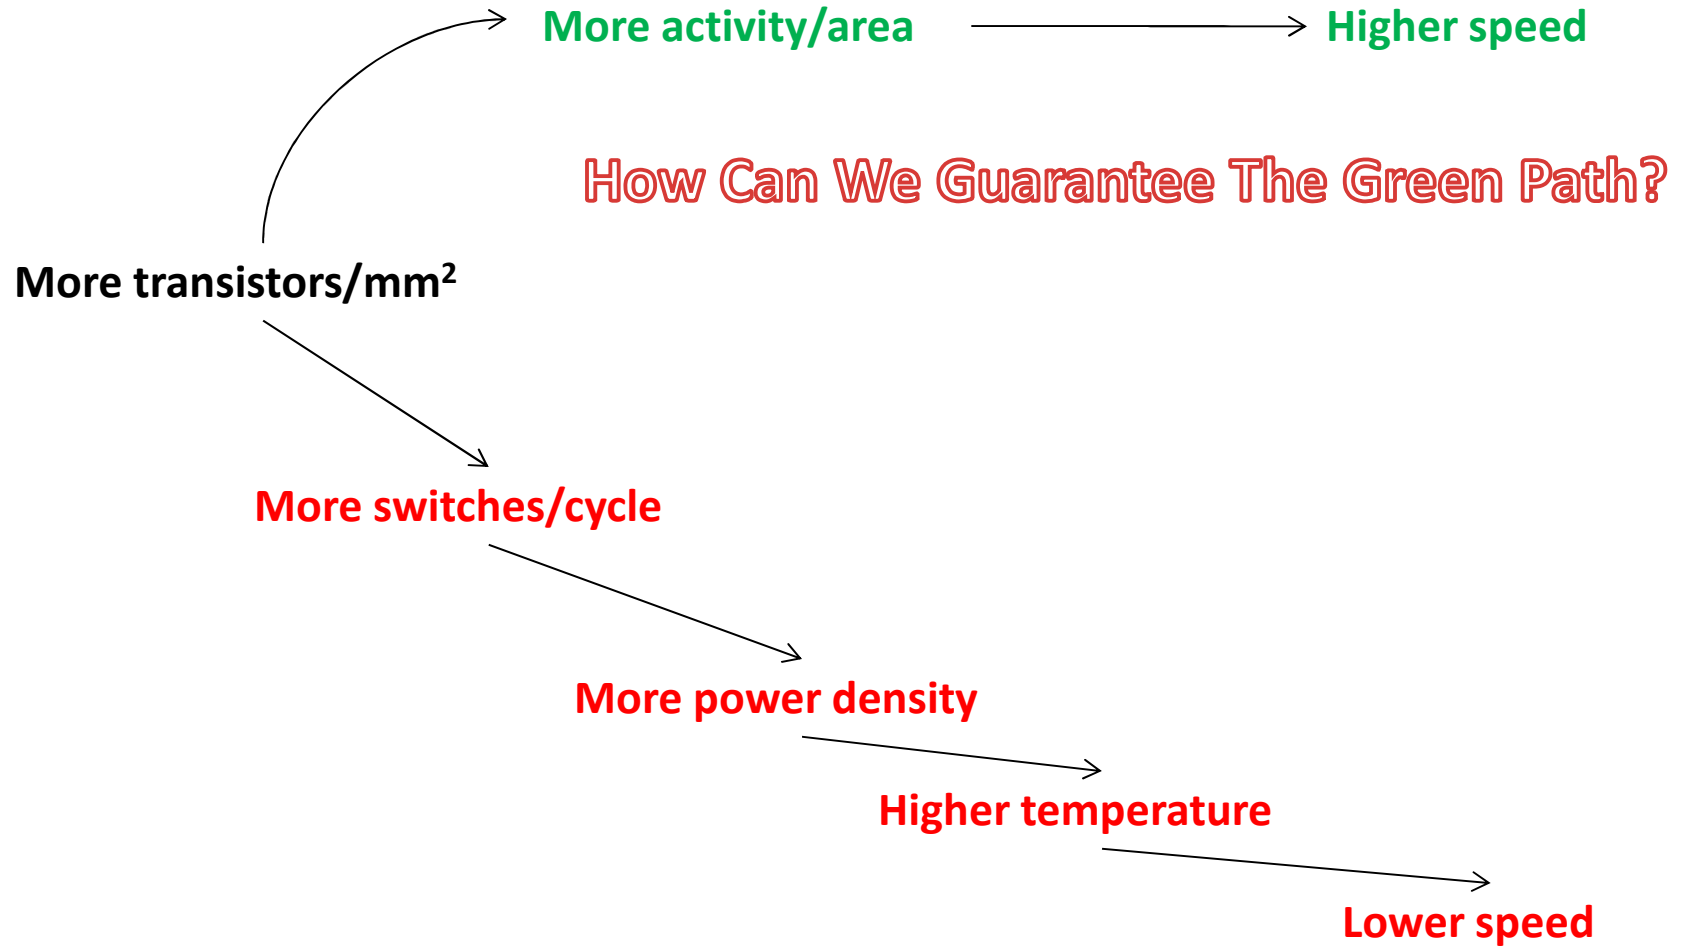 More activity/area
Higher speed
How Can We Guarantee The Green Path?
More transistors/mm²
More switches/cycle
More power density
Higher temperature
Lower speed